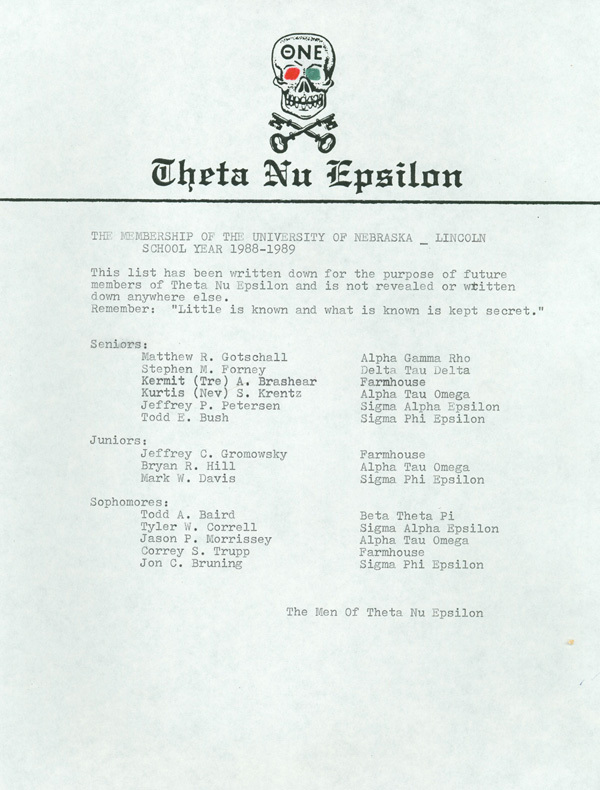 ΘNE
Theta Nu Epsilon
THE MEMBERSHIP OF THE UNIVERSITY OF NEBRASKA _ LINCOLN
SCHOOL YEAR 1988-1989
This list has been written down for the purpose of future
members of Theta Nu Epsilon and is not revealed or written
down anywhere else.
Remember: "Little is known and what is known is kept secret."
Seniors:
Matthew R. Gotschall Alpha Gamma Rho
Stephen M. Forney Delta Tau Delta
Kermit (Tre) A. Brashear Farmhouse
Kurtis (Nev) S. Krentz Alpha Tau Omega
Jeffrey P. Petersen Sigma Alpha Epsilon
Todd E. Bush Sigma Phi Epsilon
Juniors:
Jeffrey C. Gromowsky Farmhouse
Bryan R. Hill Alpha Tau Omega
Mark W. Davis Sigma Phi Epsilon
Sophomores:
Todd A. Baird Beta Theta Pi
Tyler W. Correll Sigma Alpha Epsilon
Jason P. Morrissey Alpha Tau Omega
Correy S. Trupp Farmhouse
Jon C. Bruning Sigma Phi Epsilon
The Men Of Theta Nu Epsilon